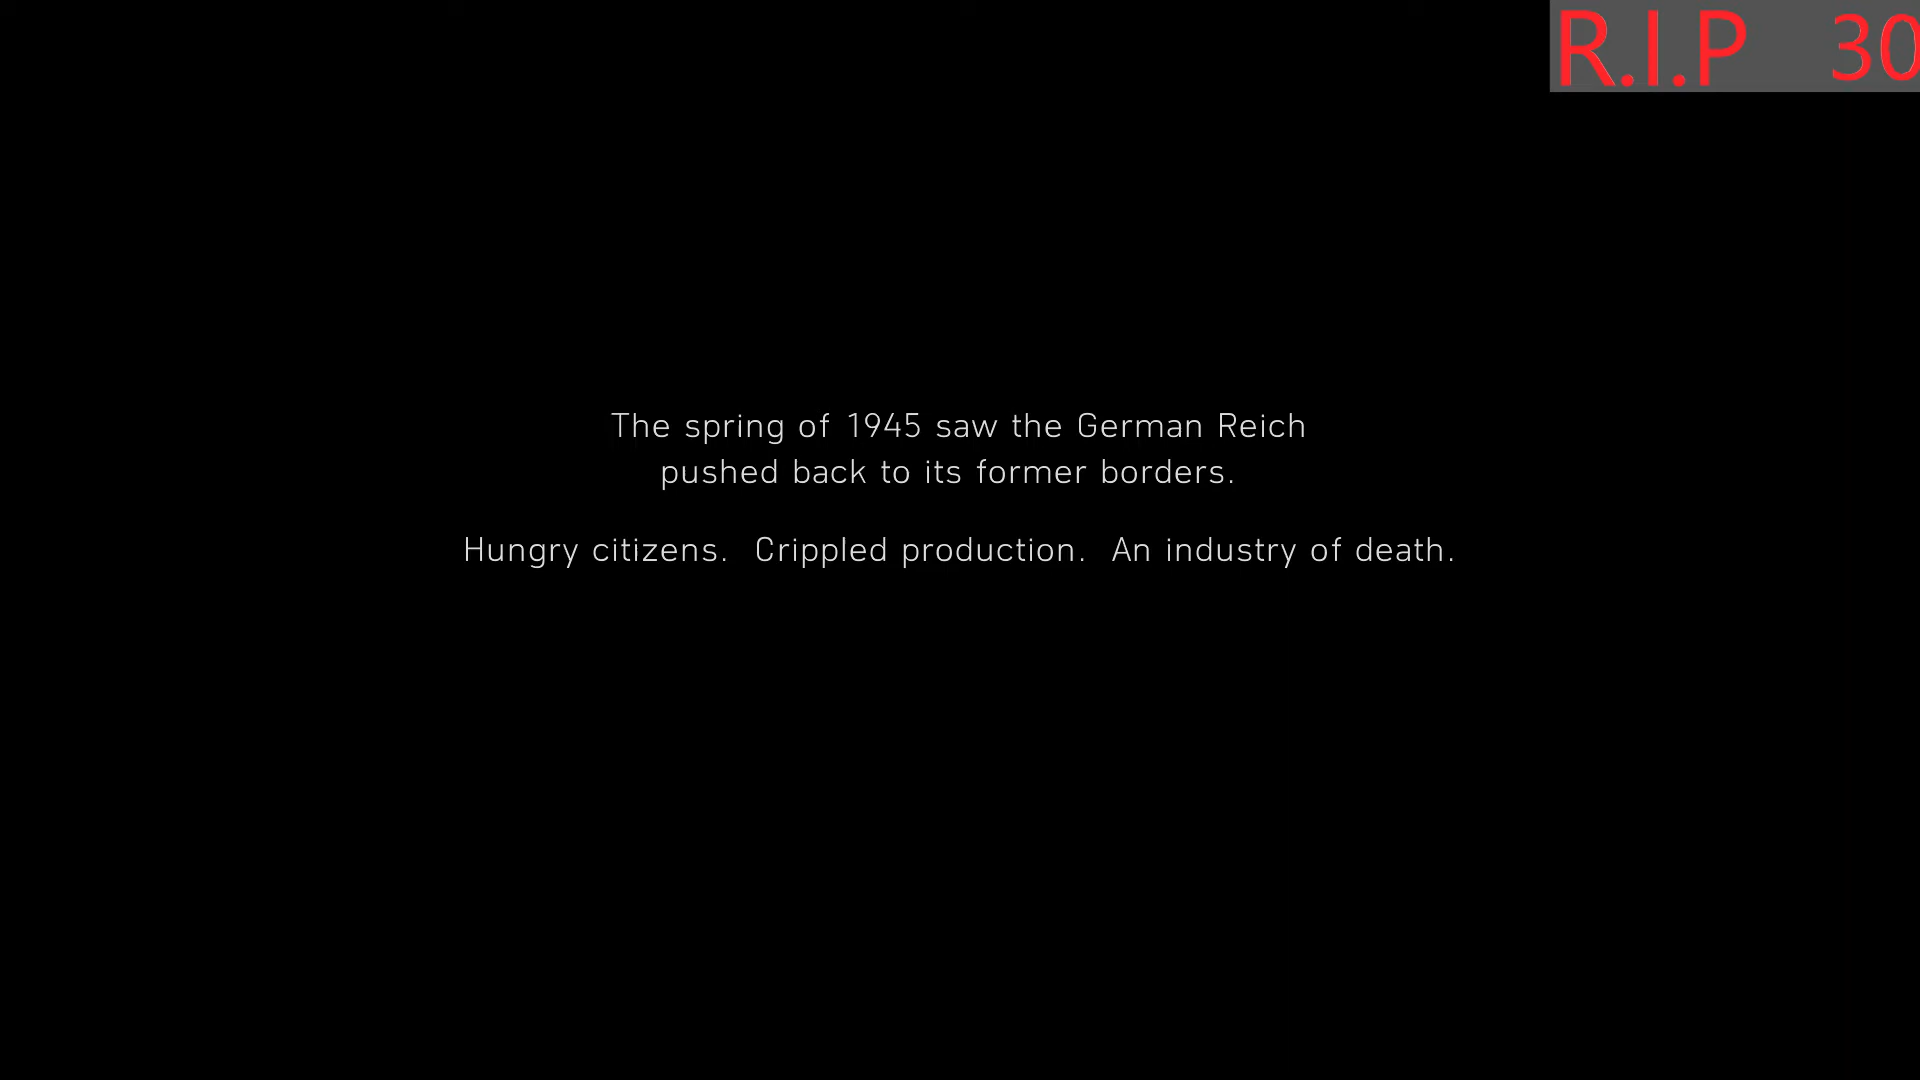 R.I.P 30
The spring of 1945 saw the German Reich
pushed back to its former borders.
Hungry citizens. Crippled production. An industry of death.